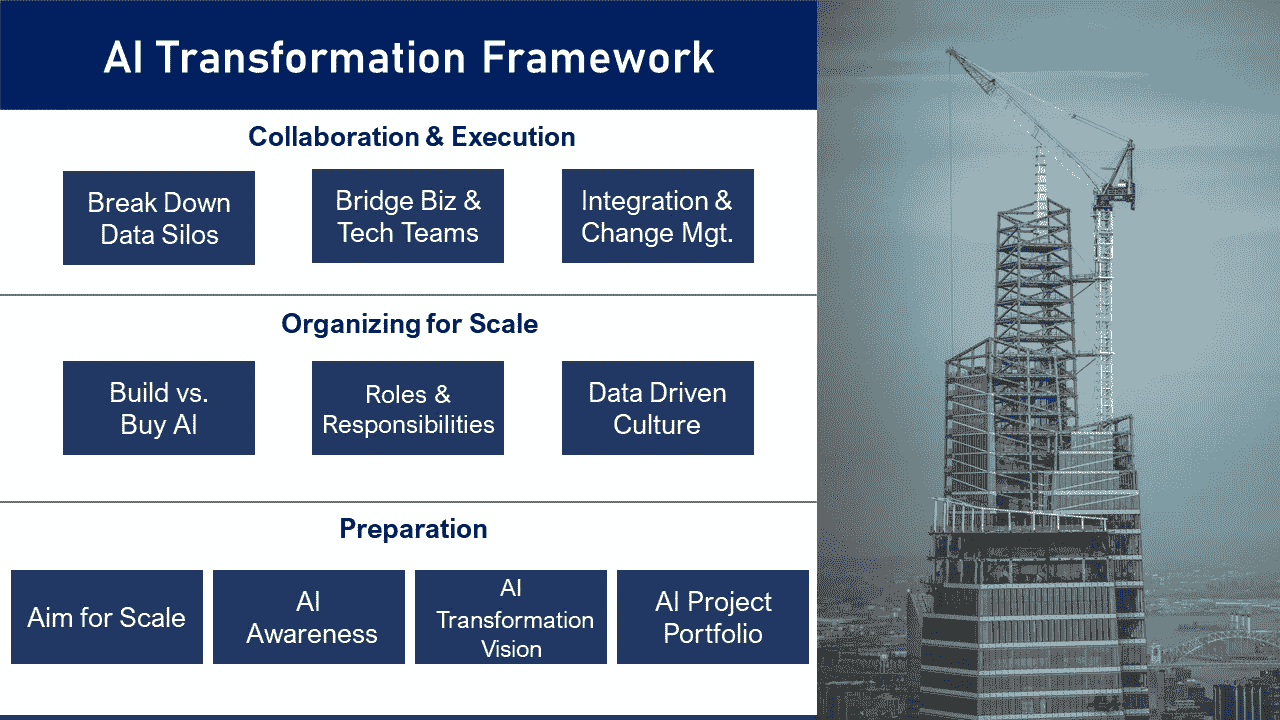 AI Transformation Framework
Collaboration & Execution
Break Down
Data Silos
Bridge Biz &
Tech Teams
Integration &
Change Mgt.
Organizing for Scale
Build vs.
Buy AI
Roles &
Responsibilities
Data Driven
Culture
Preparation
Aim for Scale
AI
Awareness
AI
Transformation
Vision
AI Project
Portfolio